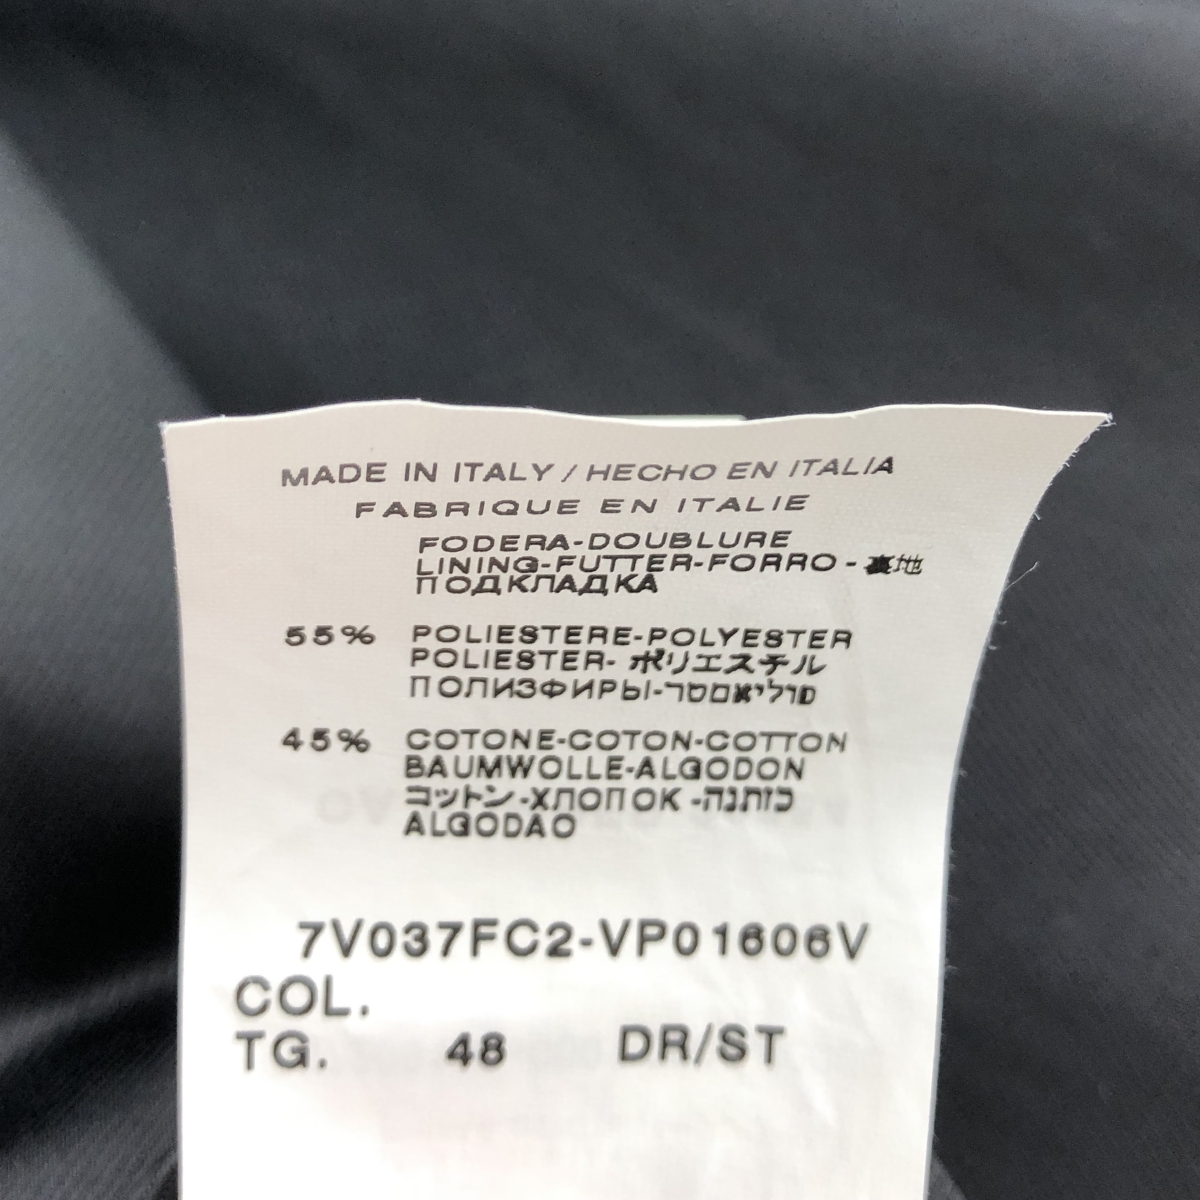 MADE IN ITALY / HECHO EN ITALIA
FABRIQUE EN ITALIE
FODERA-DOUBLURE
LINING-FUTTER-FORRO - 裏地
ПОДКЛАДКА
55% POLIESTERE-POLYESTER
POLIESTER- ポリエステル
ПОЛИЗФИРЫ-סוליאםסטר
45% COTONE-COTON-COTTON
BAUMWOLLE-ALGODON
コットン-ХЛОПОК -כותנה
ALGODAO
7V037FC2-VP01606V
COL.
TG. 48 DR/ST